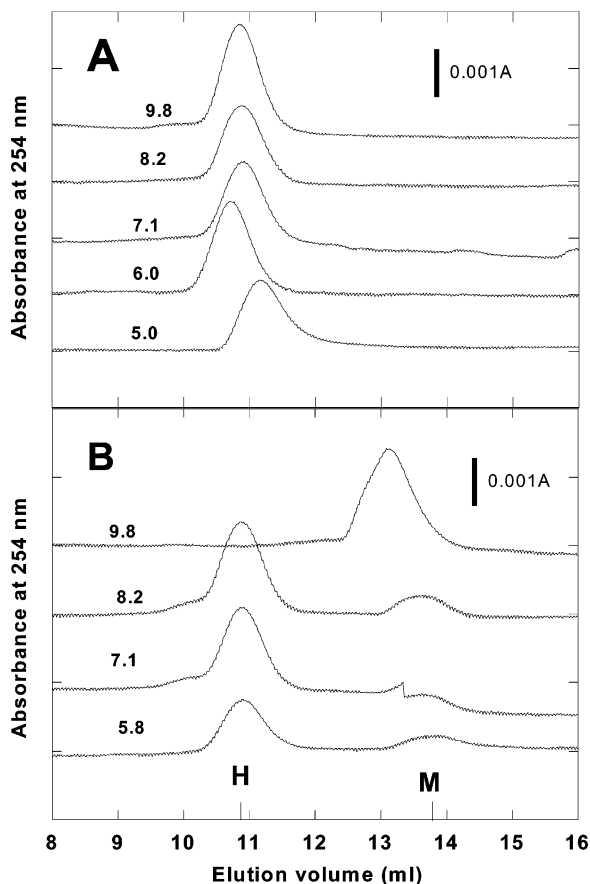 A
0.001A
9.8
8.2
7.1
6.0
5.0
Absorbance at 254 nm
B
0.001A
9.8
8.2
7.1
5.8
H
M
Absorbance at 254 nm
8 9 10 11 12 13 14 15 16
Elution volume (ml)